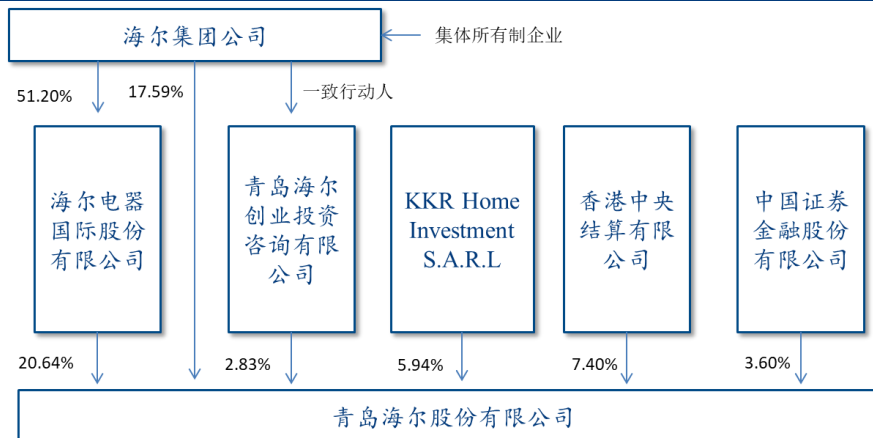 海尔集团公司
集体所有制企业
51.20%
17.59%
一致行动人
海尔电器
国际股份
有限公司
青岛海尔
创业投资
咨询有限
公司
KKR Home
Investment
S.A.R.L
香港中央
结算有限
公司
中国证券
金融股份
有限公司
20.64%
2.83%
5.94%
7.40%
3.60%
青岛海尔股份有限公司